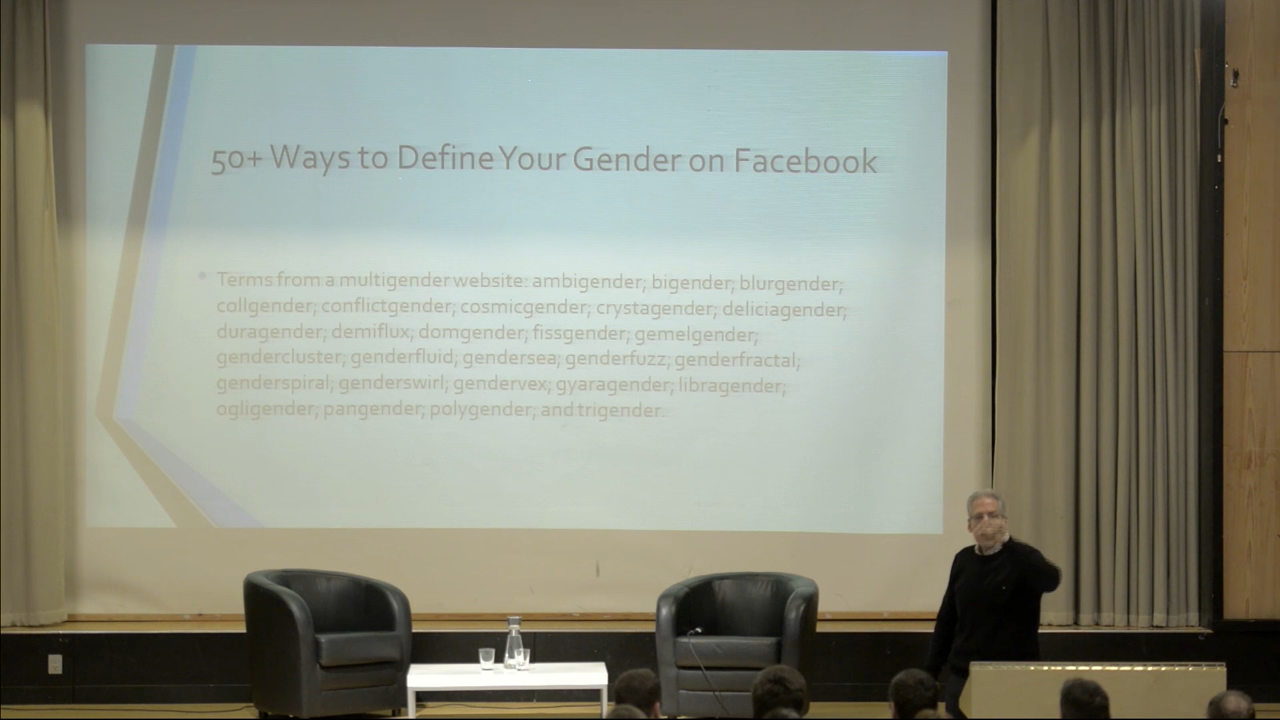 50+ Ways to Define Your Gender on Facebook
Terms from a multigender website: ambigender; bigender; blurgender;
collgender; conflictgender; cosmicgender; crystagender; deliciagender;
duragender; demiflux; domgender; fissgender; gemelgender;
gendercluster; genderfluid; gendersea; genderfuzz; genderfractal;
genderspiral; genderswirl; gendervex; gyaragender; libragender;
ogligender; pangender; polygender; and trigender.